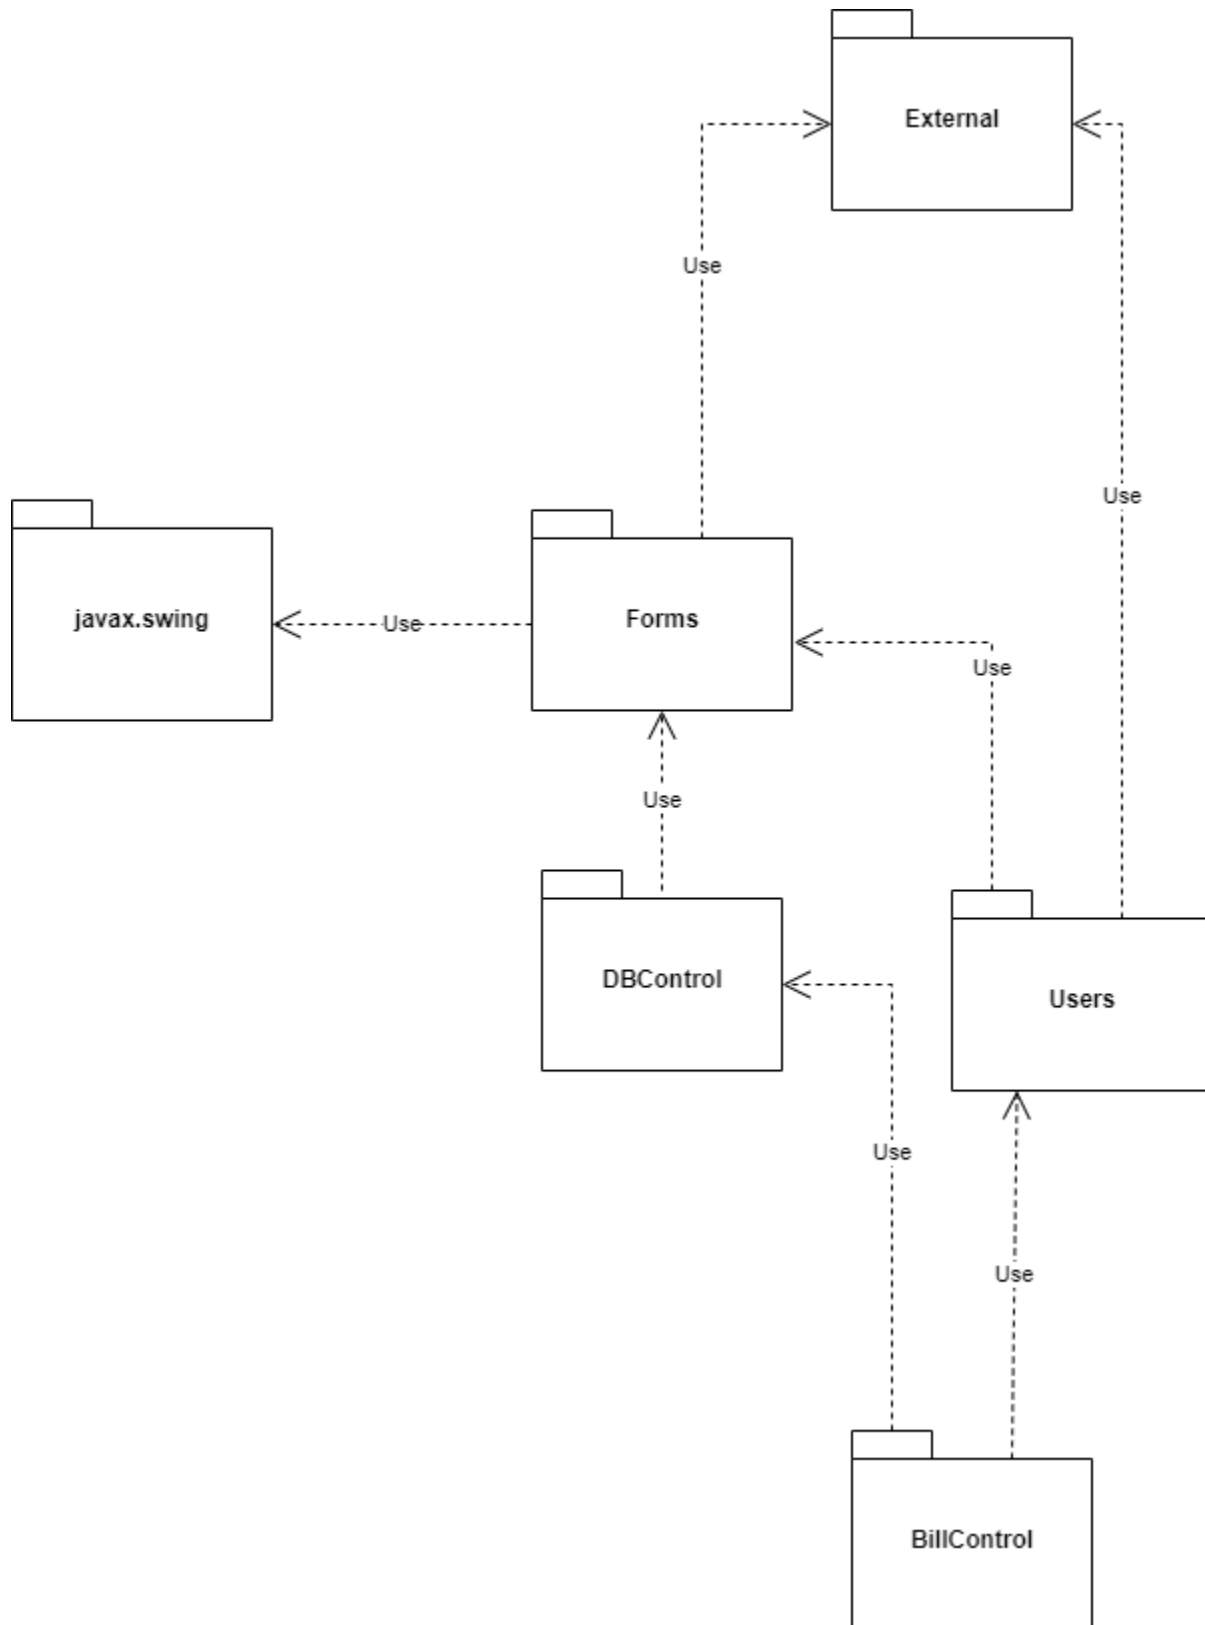 External
Use
Use
javax.swing
Use
Forms
Use
Use
DBControl
Users
Use
Use
BillControl